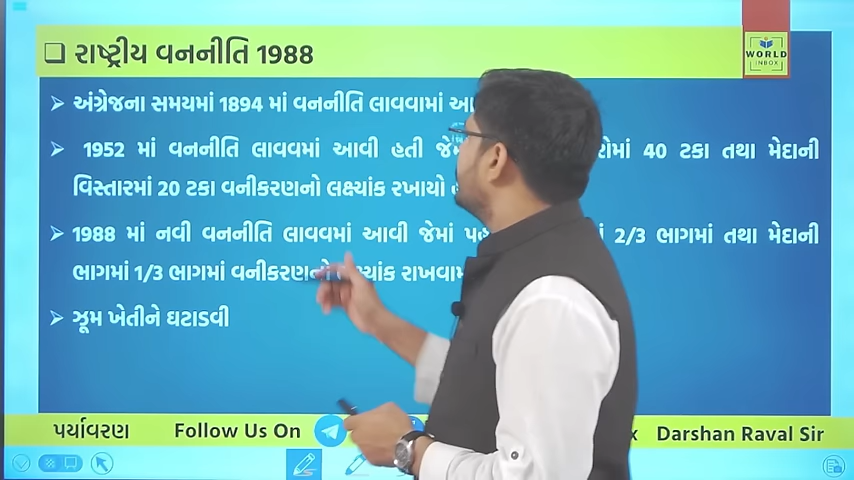 ❑ રાષ્ટ્રીય વનનીતિ 1988
WORLD
INBOX
➢ અંગ્રેજના સમયમાં 1894 માં વનનીતિ લાવવામાં
➢ 1952 માં વનનીતિ લાવવમાં આવી હતી 40 ટકા તથા મેદાની
વિસ્તારમાં 20 ટકા વનીકરણનો લક્ષ્યાંક રખાયો
➢ 1988 માં નવી વનનીતિ લાવવમાં આવી જેમાં 2/3 ભાગમાં તથા મેદાની
ભાગમાં 1/3 ભાગમાં વનીકરણનો લક્ષ્યાંક
➢ ઝૂમ ખેતીને ઘટાડવી
પર્યાવરણ Follow Us On Darshan Raval Sir